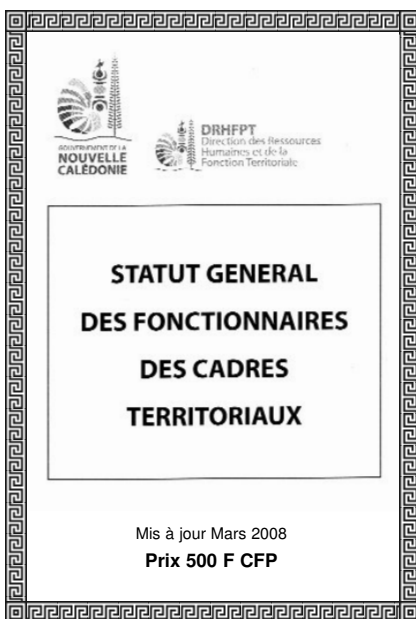 GOUVERNEMENT DE LA
NOUVELLE
CALÉDONIE
DRHFPT
Direction des Ressources
Humaines et de la
Fonction Territoriale
STATUT GENERAL
DES FONCTIONNAIRES
DES CADRES
TERRITORIAUX
Mis à jour Mars 2008
Prix 500 F CFP